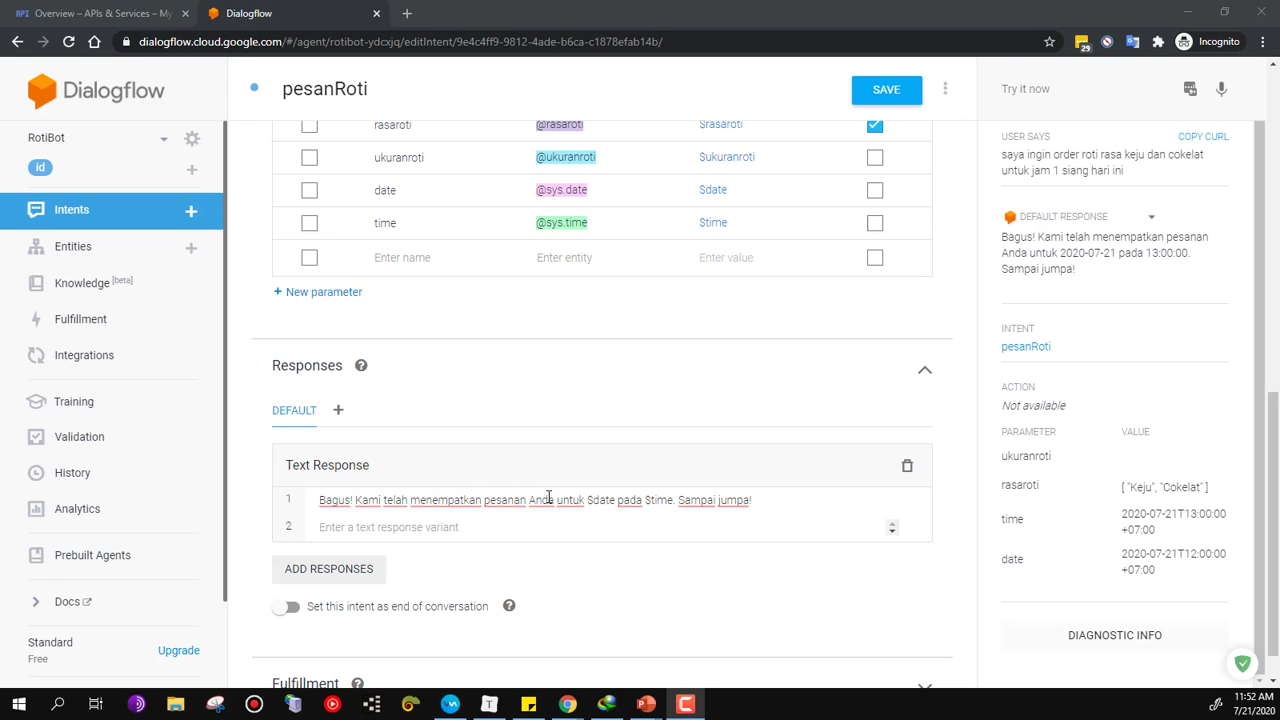 API Overview – APIs & Services – My
Dialogflow
dialogflow.cloud.google.com/#/agent/rotibot-ydcxjq/editIntent/9e4c4ff9-9812-4ade-b6ca-c1878efab14b/
29
Incognito
Dialogflow
RotiBot
id
Intents
Entities
Knowledge [beta]
Fulfillment
Integrations
Training
Validation
History
Analytics
Prebuilt Agents
Docs
Standard
Free
Upgrade
pesanRoti
SAVE
rasaroti @rasaroti $rasaroti
ukuranroti @ukuranroti $ukuranroti
date @sys.date $date
time @sys.time $time
Enter name Enter entity Enter value
+ New parameter
Responses
DEFAULT
Text Response
1 Bagus! Kami telah menempatkan pesanan Anda untuk $date pada $time. Sampai jumpa!
2 Enter a text response variant
ADD RESPONSES
Set this intent as end of conversation
Fulfillment
Try it now
USER SAYS COPY CURL
saya ingin order roti rasa keju dan cokelat
untuk jam 1 siang hari ini
DEFAULT RESPONSE
Bagus! Kami telah menempatkan pesanan
Anda untuk 2020-07-21 pada 13:00:00.
Sampai jumpa!
INTENT
pesanRoti
ACTION
Not available
PARAMETER VALUE
ukuranroti
rasaroti [ "Keju", "Cokelat" ]
time 2020-07-21T13:00:00
+07:00
date 2020-07-21T12:00:00
+07:00
DIAGNOSTIC INFO
11:52 AM
7/21/2020